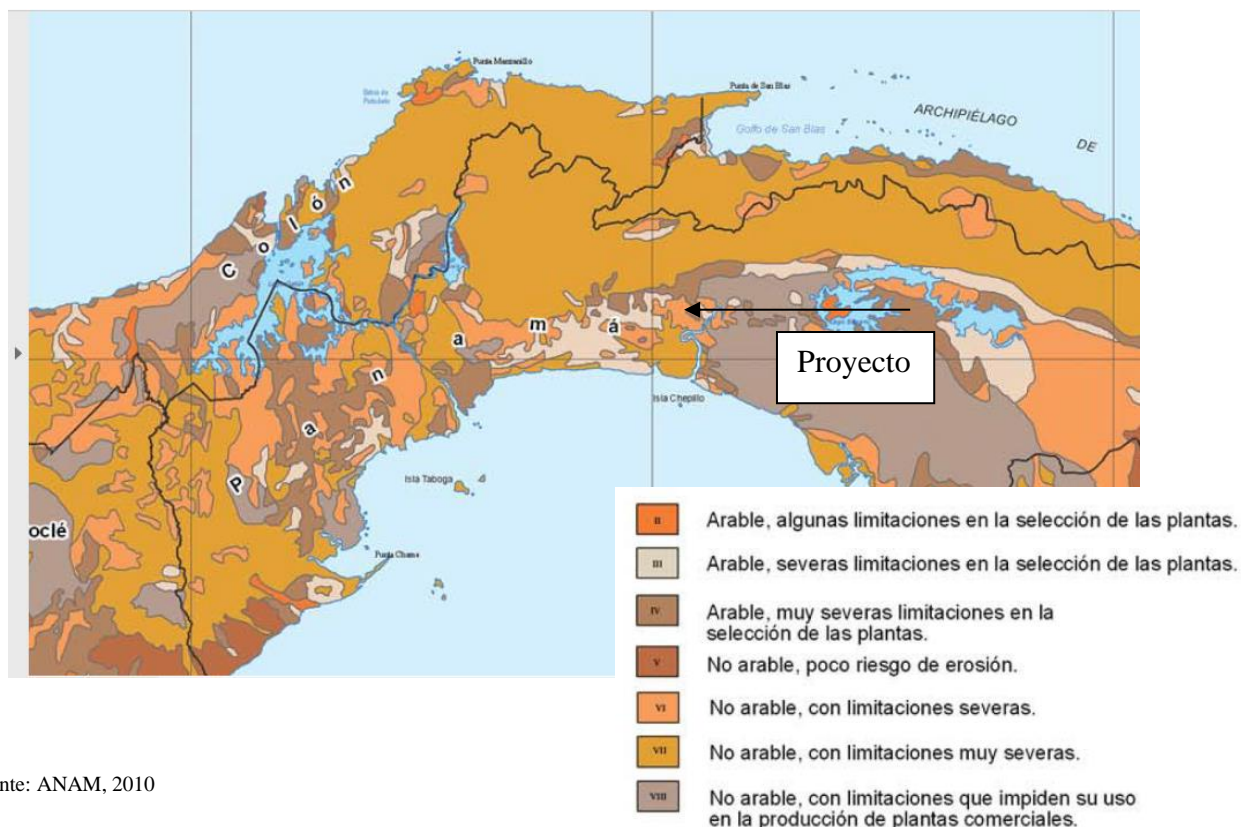 Punta Manzanillo
Punta de San Blas
ARCHIPIÉLAGO
DE
Golfo de San Blas
Colón
Panamá
Proyecto
Isla Chepillo
Isla Taboga
oclé
Punta Chame
II Arable, algunas limitaciones en la selección de las plantas.
III Arable, severas limitaciones en la selección de las plantas.
IV Arable, muy severas limitaciones en la
selección de las plantas.
V No arable, poco riesgo de erosión.
VI No arable, con limitaciones severas.
VII No arable, con limitaciones muy severas.
VIII No arable, con limitaciones que impiden su uso
en la producción de plantas comerciales.
nte: ANAM, 2010